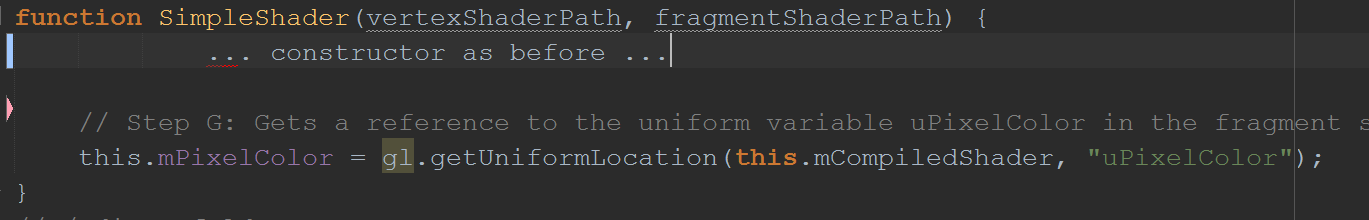 function SimpleShader(vertexShaderPath, fragmentShaderPath) {
... constructor as before ...
// Step G: Gets a reference to the uniform variable uPixelColor in the fragment s
this.mPixelColor = gl.getUniformLocation(this.mCompiledShader, "uPixelColor");
}